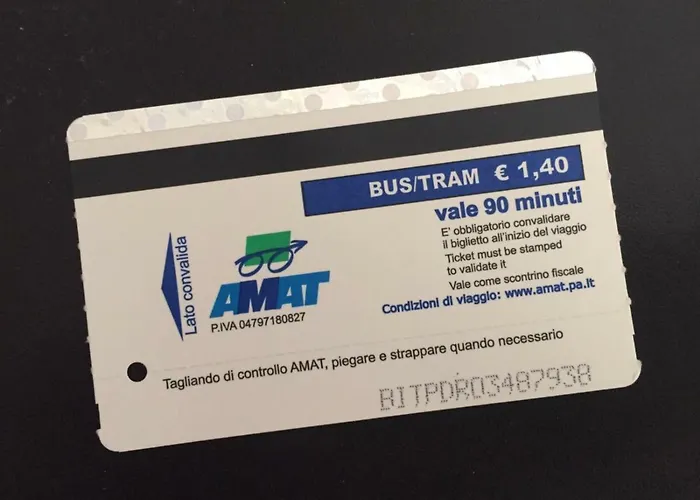 BUS/TRAM € 1,40
vale 90 minuti
E' obbligatorio convalidare
il biglietto all'inizio del viaggio
Ticket must be stamped
to validate it
Vale come scontrino fiscale
Condizioni di viaggio: www.amat.pa.it
Lato convalida
AMAT
P.IVA 04797180827
Tagliando di controllo AMAT, piegare e strappare quando necessario
BITPDR03487938